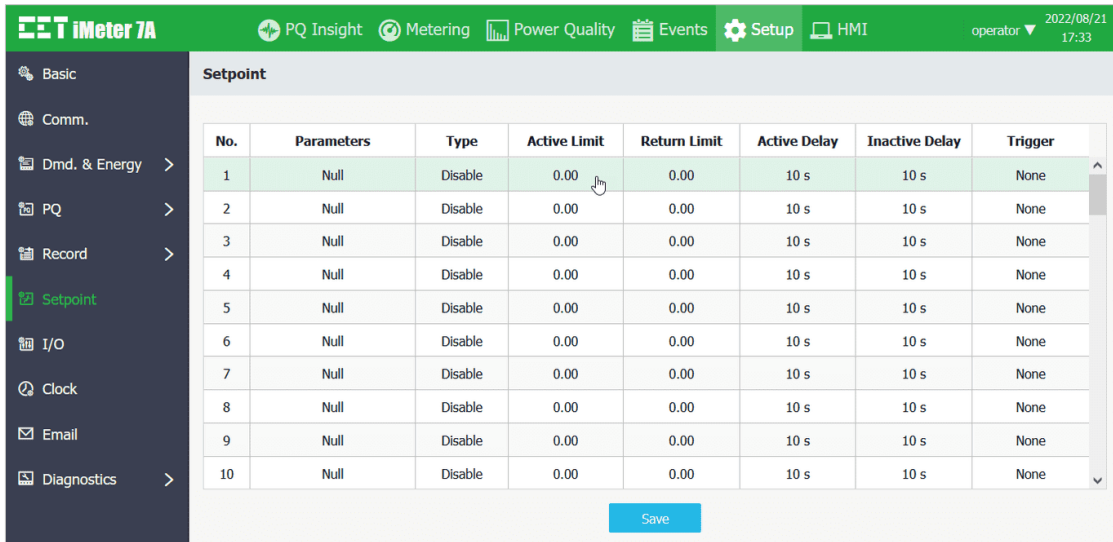 CET iMeter 7A PQ Insight Metering Power Quality Events Setup HMI operator ▼ 2022/08/21
17:33
Basic
Comm.
Dmd. & Energy >
PQ >
Record >
Setpoint
I/O
Clock
Email
Diagnostics >
Setpoint
No. Parameters Type Active Limit Return Limit Active Delay Inactive Delay Trigger
1 Null Disable 0.00 0.00 10 s 10 s None
2 Null Disable 0.00 0.00 10 s 10 s None
3 Null Disable 0.00 0.00 10 s 10 s None
4 Null Disable 0.00 0.00 10 s 10 s None
5 Null Disable 0.00 0.00 10 s 10 s None
6 Null Disable 0.00 0.00 10 s 10 s None
7 Null Disable 0.00 0.00 10 s 10 s None
8 Null Disable 0.00 0.00 10 s 10 s None
9 Null Disable 0.00 0.00 10 s 10 s None
10 Null Disable 0.00 0.00 10 s 10 s None
Save